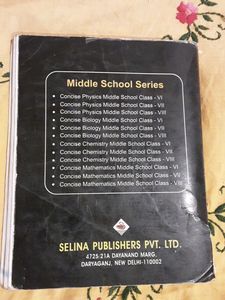 Middle School Series
• Concise Physics Middle School Class - VI
• Concise Physics Middle School Class - VII
• Concise Physics Middle School Class - VIII
• Concise Biology Middle School Class - VI
• Concise Biology Middle School Class - VII
• Concise Biology Middle School Class - VIII
• Concise Chemistry Middle School Class - VI
• Concise Chemistry Middle School Class - VII
• Concise Chemistry Middle School Class - VIII
• Concise Mathematics Middle School Class - VI
• Concise Mathematics Middle School Class - VII
• Concise Mathematics Middle School Class - VIII
SELINA PUBLISHERS PVT. LTD.
4725-21A DAYANAND MARG,
DARYAGANJ, NEW DELHI-110002